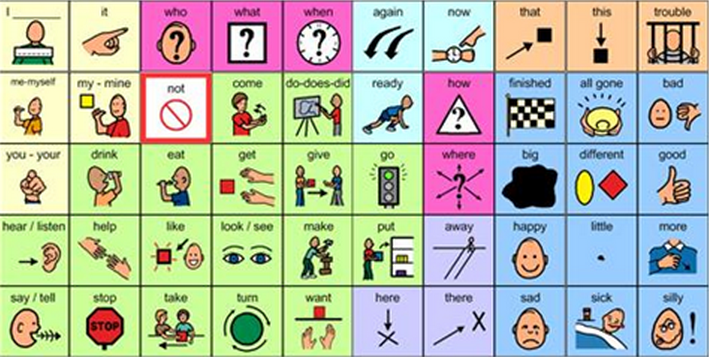 I ______ it who what when again now that this trouble
me-myself my - mine not come do-does-did ready how finished all gone bad
you - your drink eat get give go where big different good
hear / listen help like look / see make put away happy little more
say / tell stop take turn want here there sad sick silly
? ? ?
?
?
STOP X !